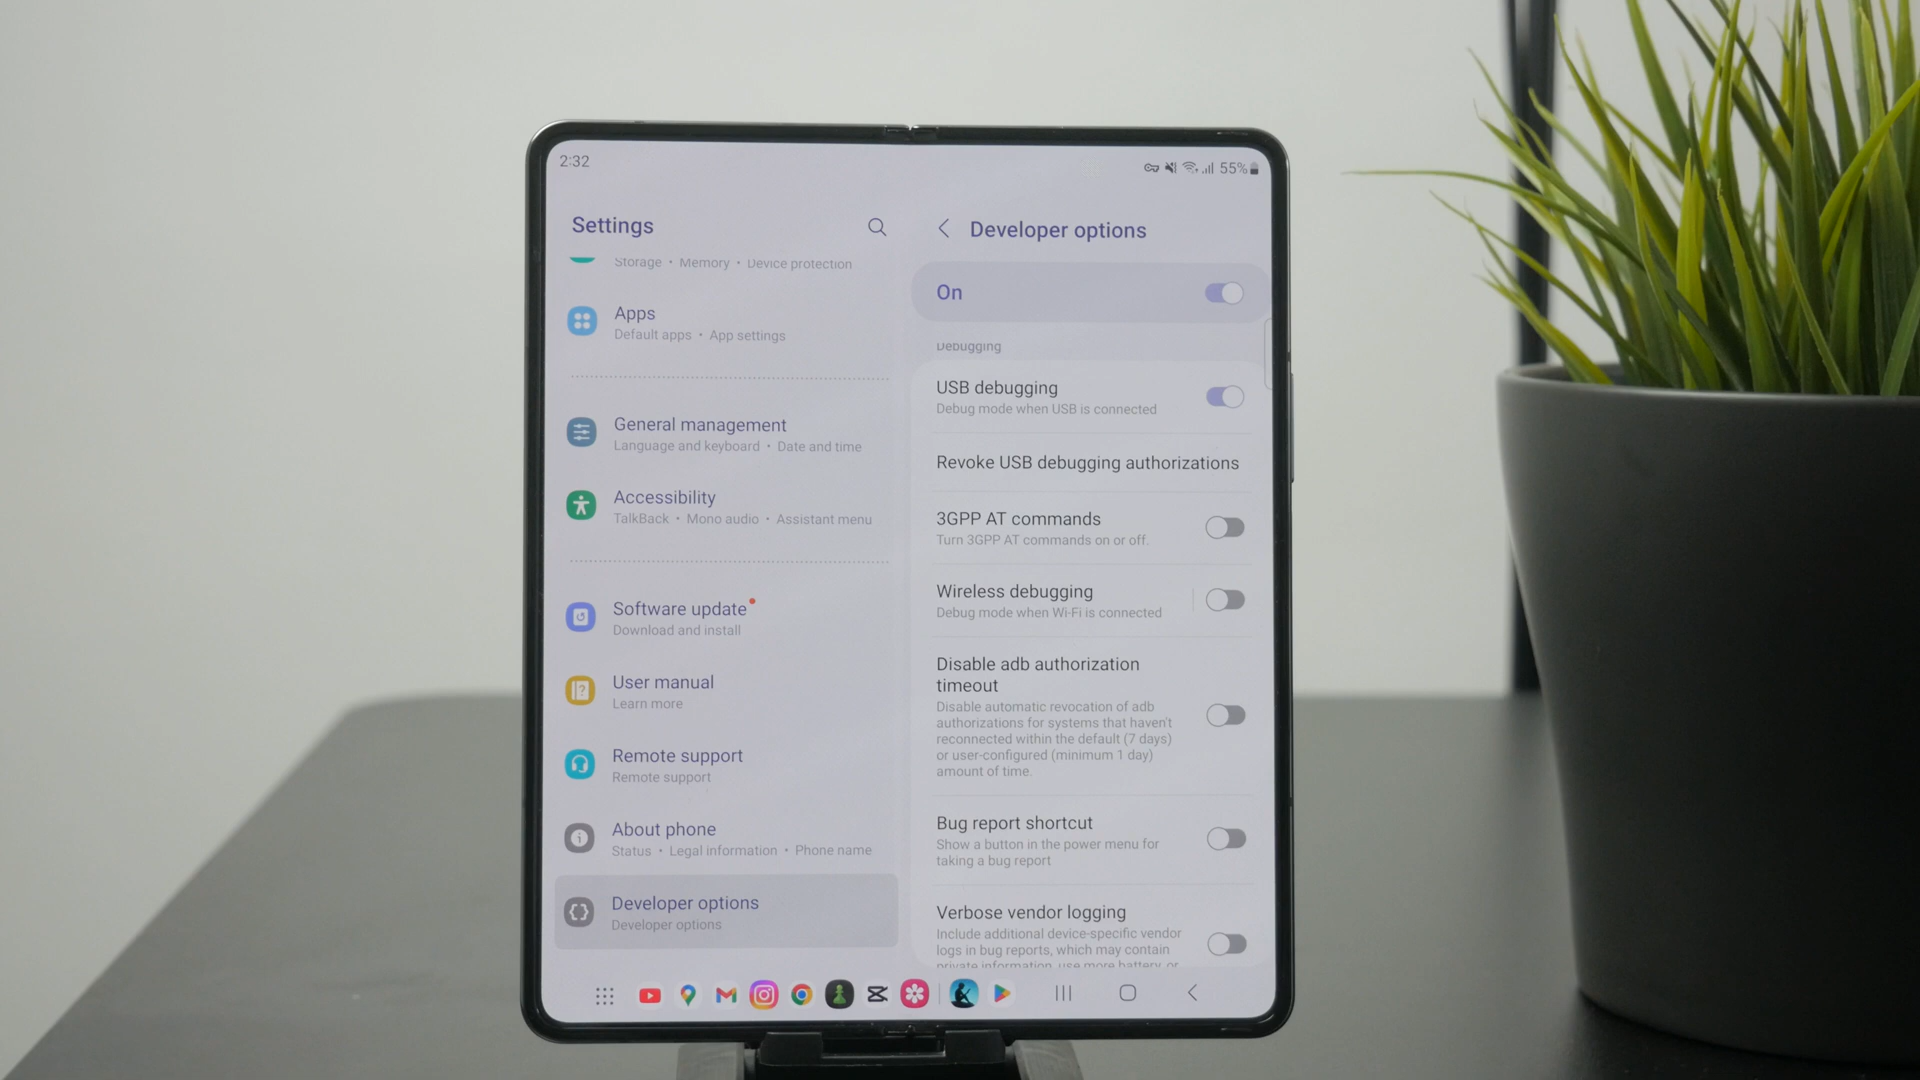 2:32
55%
Settings
Storage • Memory • Device protection
Apps
Default apps • App settings
General management
Language and keyboard • Date and time
Accessibility
TalkBack • Mono audio • Assistant menu
Software update
Download and install
User manual
Learn more
Remote support
Remote support
About phone
Status • Legal information • Phone name
Developer options
Developer options
Developer options
On
Debugging
USB debugging
Debug mode when USB is connected
Revoke USB debugging authorizations
3GPP AT commands
Turn 3GPP AT commands on or off.
Wireless debugging
Debug mode when Wi-Fi is connected
Disable adb authorization
timeout
Disable automatic revocation of adb
authorizations for systems that haven't
reconnected within the default (7 days)
or user-configured (minimum 1 day)
amount of time.
Bug report shortcut
Show a button in the power menu for
taking a bug report
Verbose vendor logging
Include additional device-specific vendor
logs in bug reports, which may contain
private information, use more battery, or